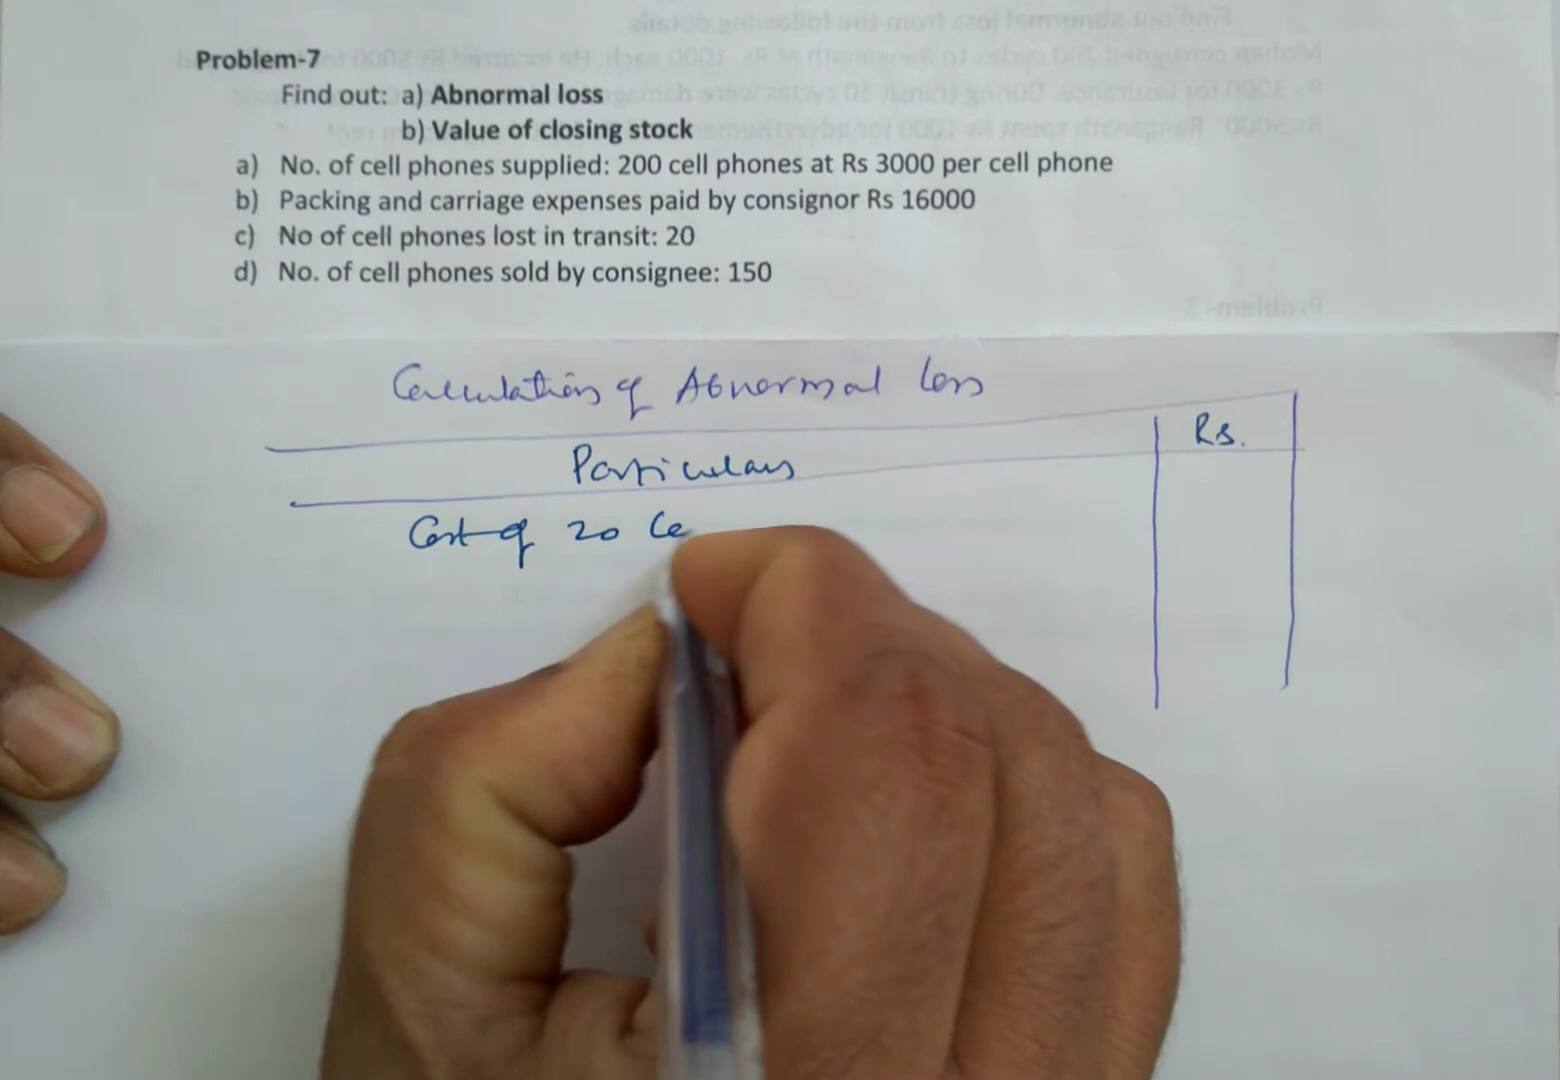 Problem-7
Find out: a) Abnormal loss
b) Value of closing stock
a) No. of cell phones supplied: 200 cell phones at Rs 3000 per cell phone
b) Packing and carriage expenses paid by consignor Rs 16000
c) No of cell phones lost in transit: 20
d) No. of cell phones sold by consignee: 150
Problem-3
Calculation of Abnormal loss
Particulars Rs.
Cost of 20 Ce